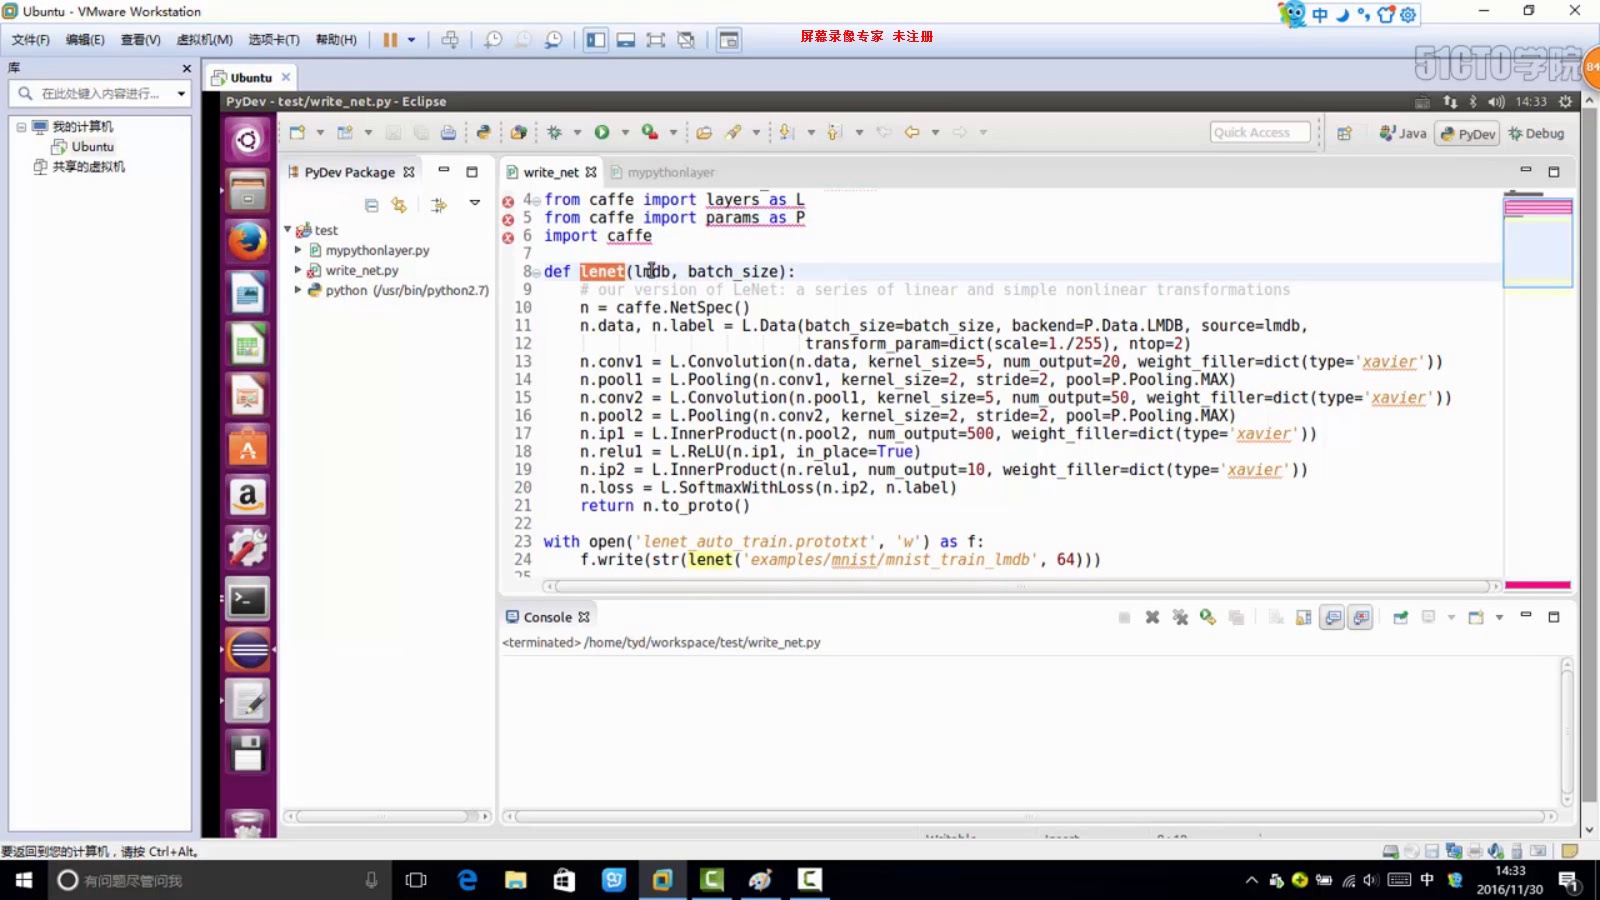 Ubuntu - VMware Workstation
中
文件(F) 编辑(E) 查看(V) 虚拟机(M) 选项卡(T) 帮助(H)
屏幕录像专家 未注册
51CTO学院
84
库
在此处键入内容进行...
我的计算机
Ubuntu
共享的虚拟机
Ubuntu
PyDev - test/write_net.py - Eclipse
14:33
Quick Access
Java
PyDev
Debug
PyDev Package
test
mypythonlayer.py
write_net.py
python (/usr/bin/python2.7)
write_net
mypythonlayer
4 from caffe import layers as L
5 from caffe import params as P
6 import caffe
7
8 def lenet(lmdb, batch_size):
9 # our version of LeNet: a series of linear and simple nonlinear transformations
10 n = caffe.NetSpec()
11 n.data, n.label = L.Data(batch_size=batch_size, backend=P.Data.LMDB, source=lmdb,
12 transform_param=dict(scale=1./255), ntop=2)
13 n.conv1 = L.Convolution(n.data, kernel_size=5, num_output=20, weight_filler=dict(type='xavier'))
14 n.pool1 = L.Pooling(n.conv1, kernel_size=2, stride=2, pool=P.Pooling.MAX)
15 n.conv2 = L.Convolution(n.pool1, kernel_size=5, num_output=50, weight_filler=dict(type='xavier'))
16 n.pool2 = L.Pooling(n.conv2, kernel_size=2, stride=2, pool=P.Pooling.MAX)
17 n.ip1 = L.InnerProduct(n.pool2, num_output=500, weight_filler=dict(type='xavier'))
18 n.relu1 = L.ReLU(n.ip1, in_place=True)
19 n.ip2 = L.InnerProduct(n.relu1, num_output=10, weight_filler=dict(type='xavier'))
20 n.loss = L.SoftmaxWithLoss(n.ip2, n.label)
21 return n.to_proto()
22
23 with open('lenet_auto_train.prototxt', 'w') as f:
24 f.write(str(lenet('examples/mnist/mnist_train_lmdb', 64)))
25
Console
<terminated> /home/tyd/workspace/test/write_net.py
要返回到您的计算机，请按 Ctrl+Alt。
有问题尽管问我
中
14:33
2016/11/30
1